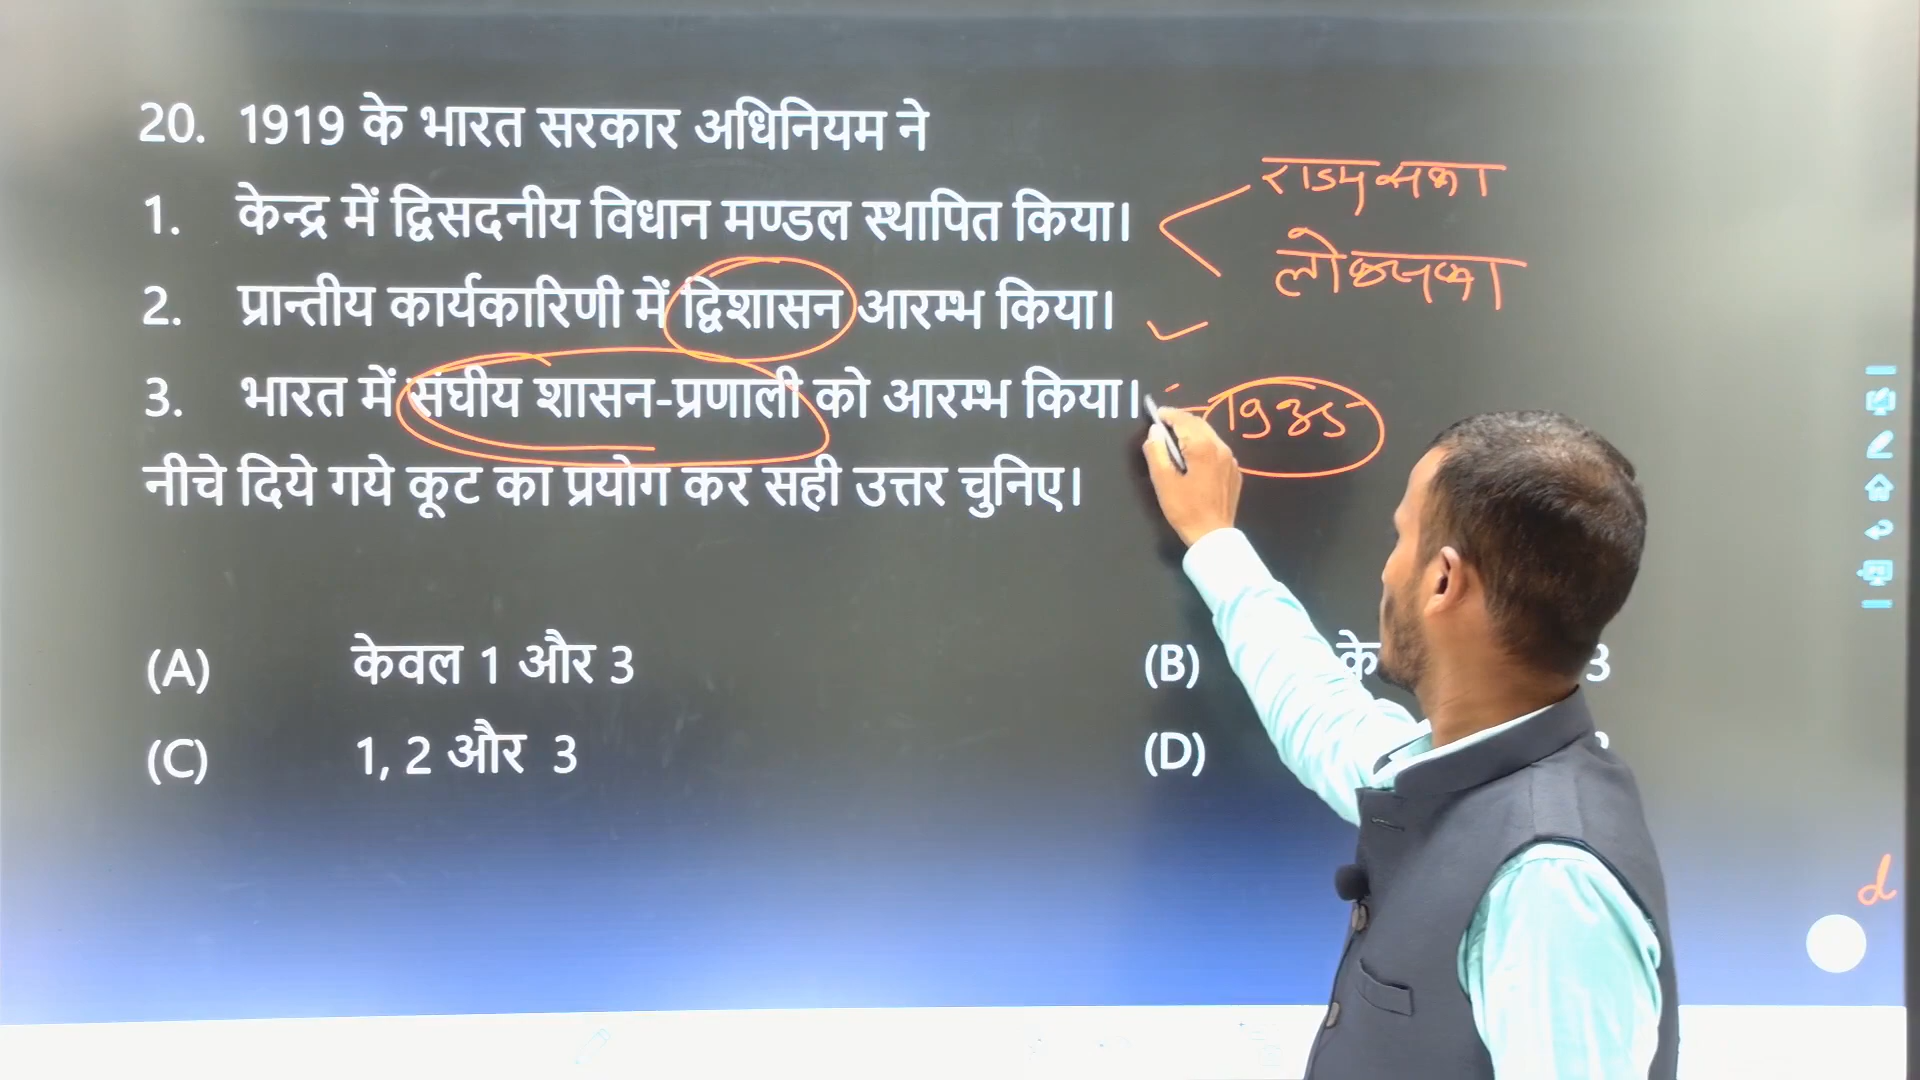 20. 1919 के भारत सरकार अधिनियम ने
1. केन्द्र में द्विसदनीय विधान मण्डल स्थापित किया।
राज्यसभा
लोकसभा
2. प्रान्तीय कार्यकारिणी में द्विशासन आरम्भ किया।
3. भारत में संघीय शासन-प्रणाली को आरम्भ किया।
1935
नीचे दिये गये कूट का प्रयोग कर सही उत्तर चुनिए।
(A) केवल 1 और 3
(B) के 3
(C) 1, 2 और 3
(D)
d